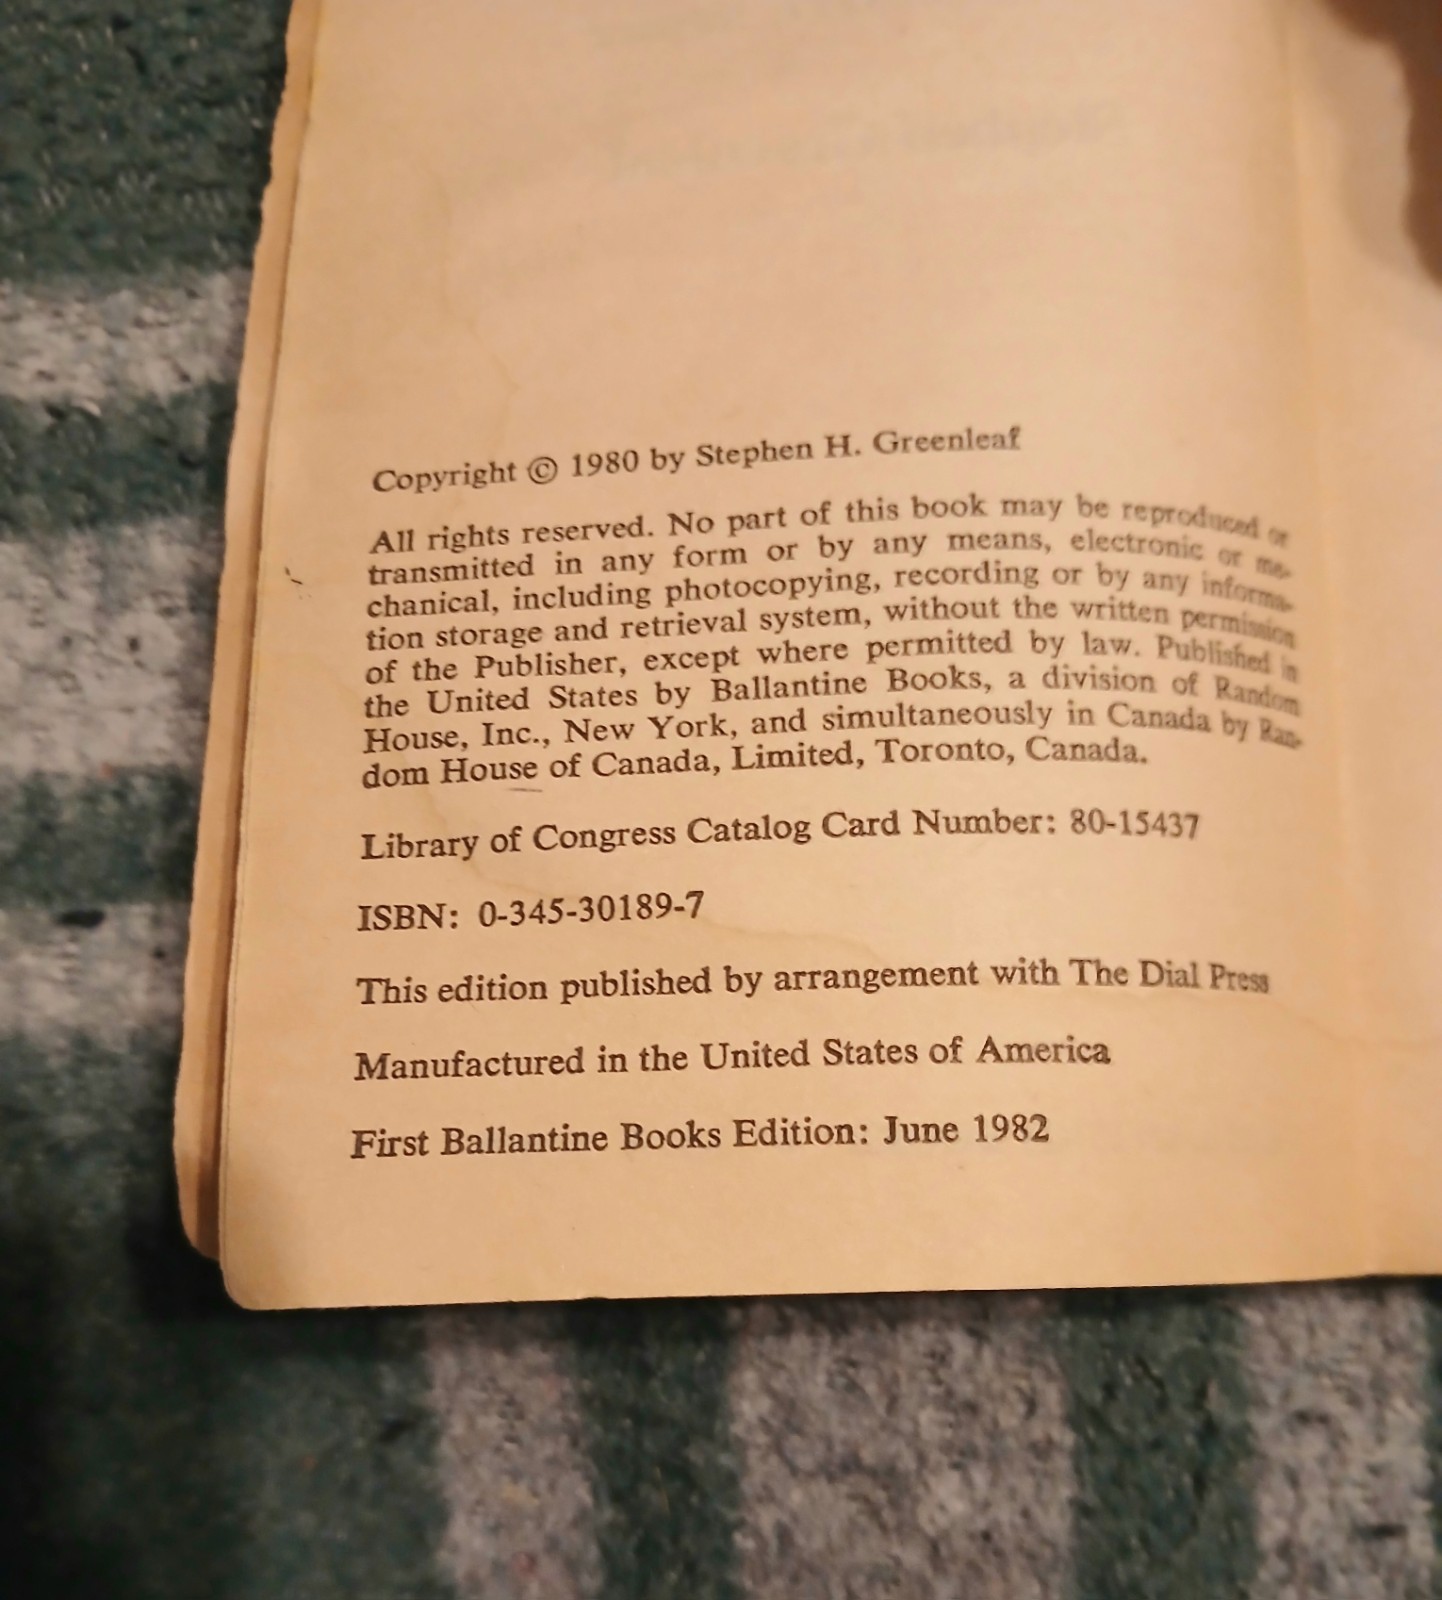 Copyright © 1980 by Stephen H. Greenleaf
All rights reserved. No part of this book may be reproduced or
transmitted in any form or by any means, electronic or me-
chanical, including photocopying, recording or by any informa-
tion storage and retrieval system, without the written permission
of the Publisher, except where permitted by law. Published in
the United States by Ballantine Books, a division of Random
House, Inc., New York, and simultaneously in Canada by Ran-
dom House of Canada, Limited, Toronto, Canada.
Library of Congress Catalog Card Number: 80-15437
ISBN: 0-345-30189-7
This edition published by arrangement with The Dial Press
Manufactured in the United States of America
First Ballantine Books Edition: June 1982